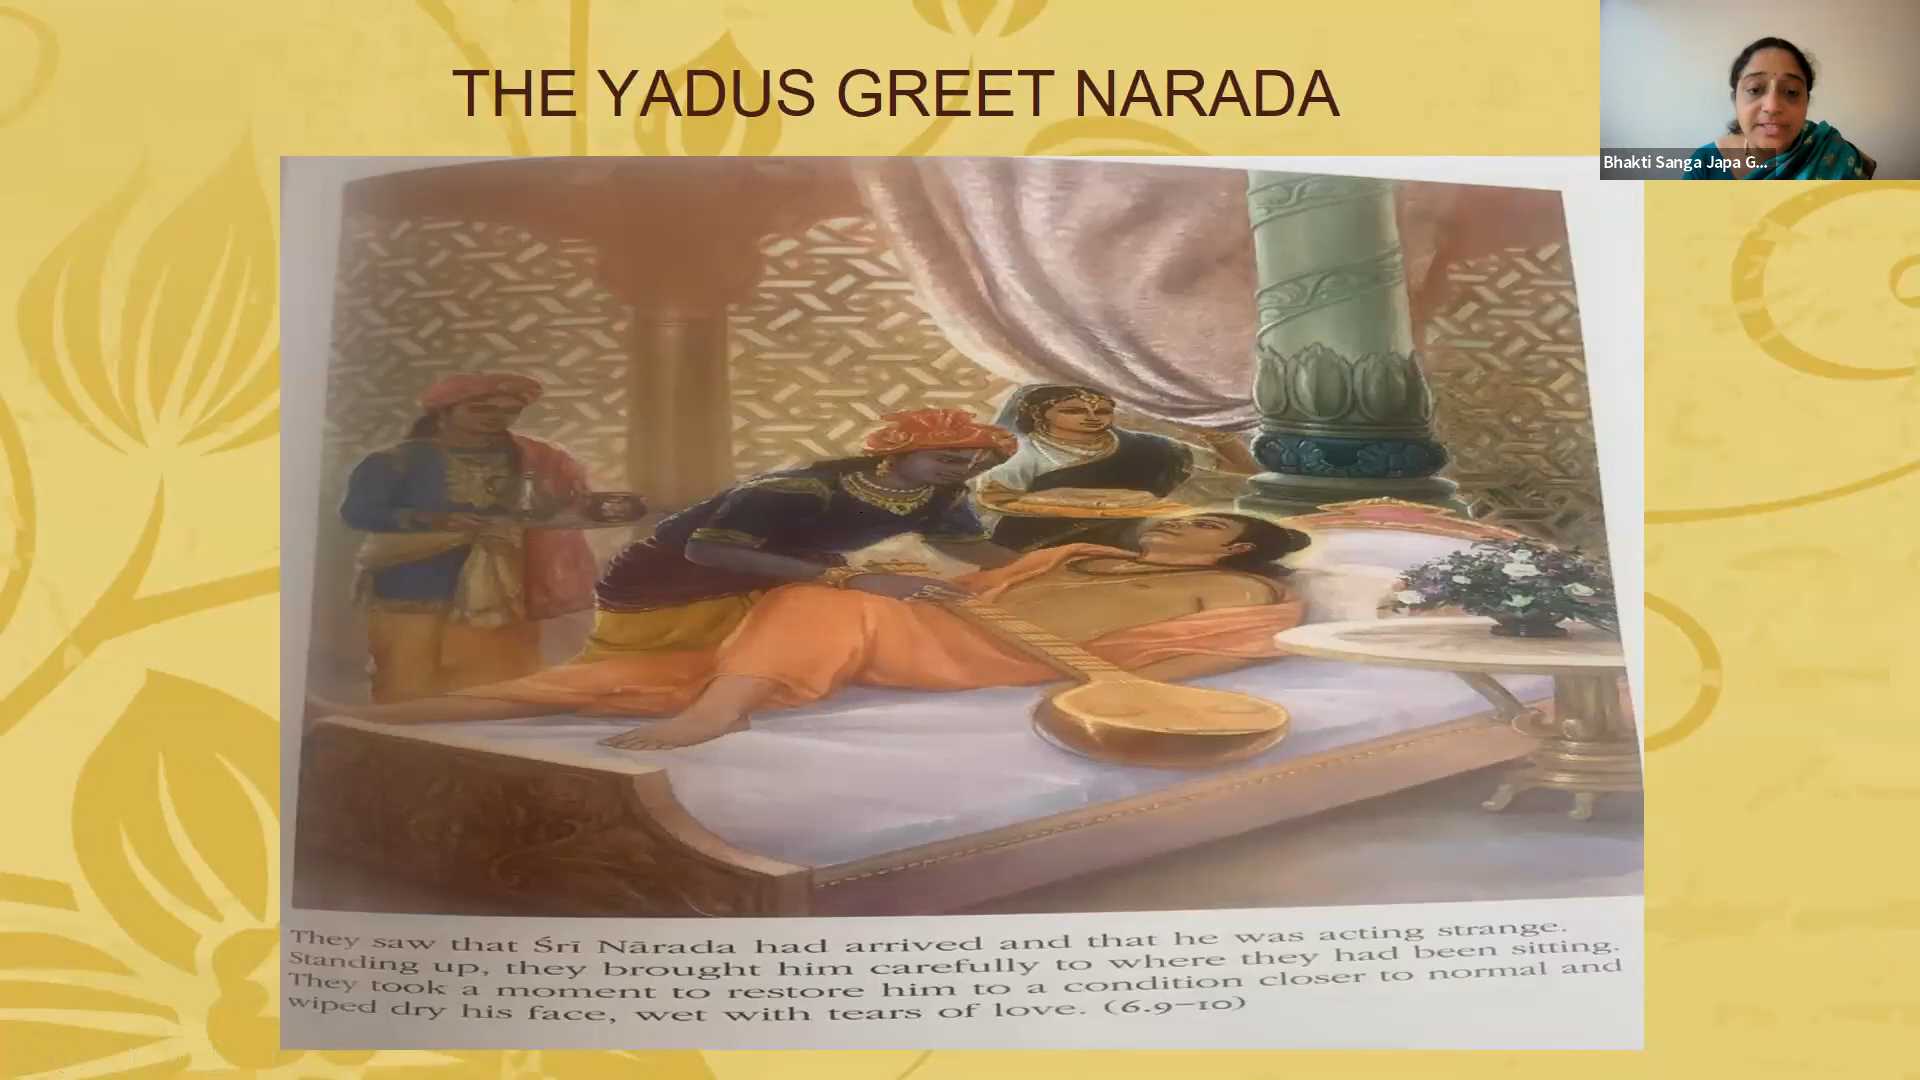 THE YADUS GREET NARADA
Bhakti Sanga Japa G...
They saw that Śrī Nārada had arrived and that he was acting strange.
Standing up, they brought him carefully to where they had been sitting.
They took a moment to restore him to a condition closer to normal and
wiped dry his face, wet with tears of love. (6.9–10)